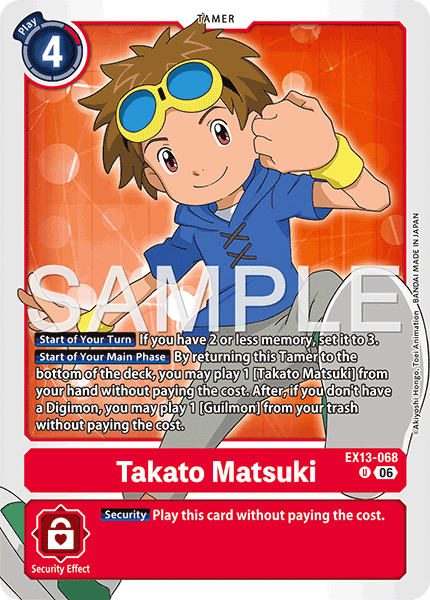 TAMER
Play
4
SAMPLE
Start of Your Turn If you have 2 or less memory, set it to 3.
Start of Your Main Phase By returning this Tamer to the
bottom of the deck, you may play 1 [Takato Matsuki] from
your hand without paying the cost. After, if you don't have
a Digimon, you may play 1 [Guilmon] from your trash
without paying the cost.
©Akiyoshi Hongo, Toei Animation BANDAI MADE IN JAPAN
EX13-068
Takato Matsuki
U 06
Security Play this card without paying the cost.
Security Effect